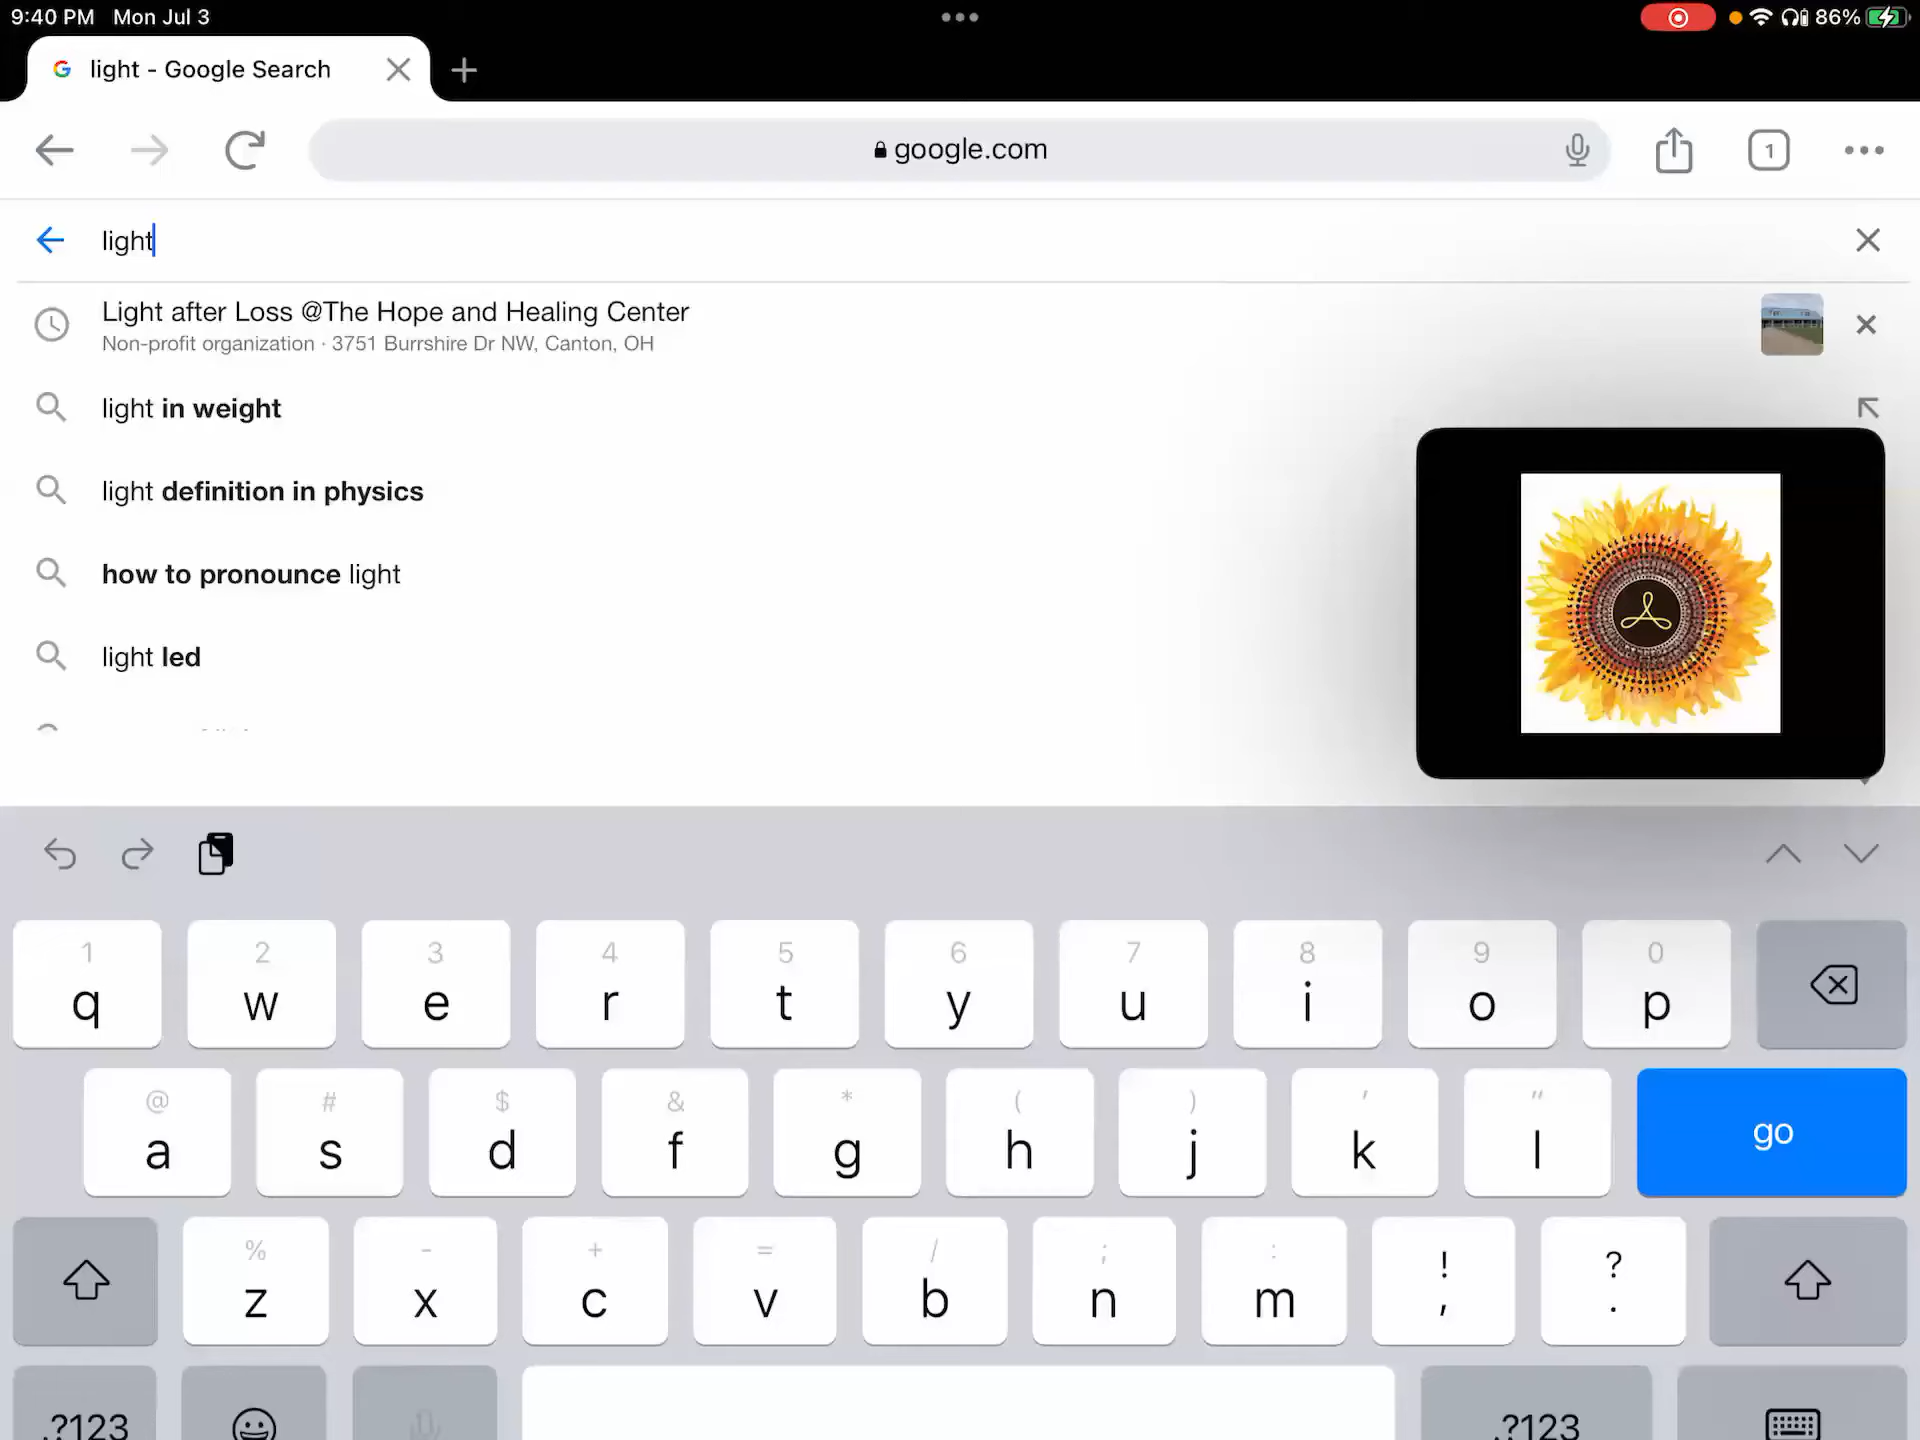 9:40 PM Mon Jul 3
86%
light - Google Search
google.com
1
light
Light after Loss @The Hope and Healing Center
Non-profit organization · 3751 Burrshire Dr NW, Canton, OH
light in weight
light definition in physics
how to pronounce light
light led
1 2 3 4 5 6 7 8 9 0
q w e r t y u i o p
@ # $ & * ( ) ' "
a s d f g h j k l go
% - + = / ; : ! ?
z x c v b n m , .
.?123 .?123